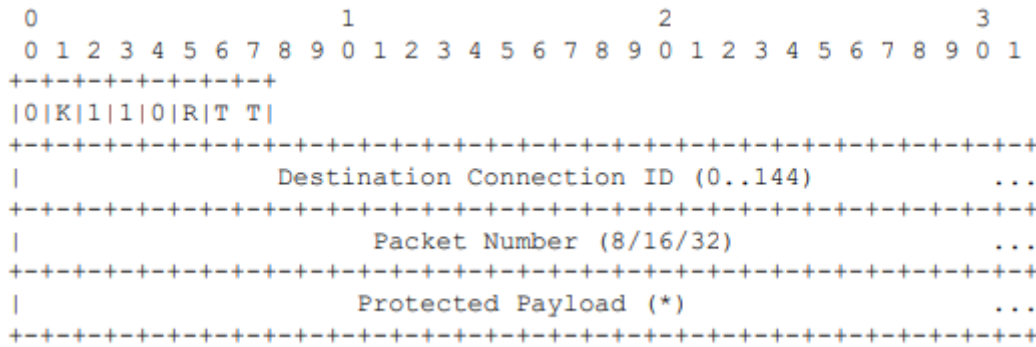 0                   1                   2                   3
0 1 2 3 4 5 6 7 8 9 0 1 2 3 4 5 6 7 8 9 0 1 2 3 4 5 6 7 8 9 0 1
+-+-+-+-+-+-+-+-+
|0|K|1|1|0|R|T T|
+-+-+-+-+-+-+-+-+-+-+-+-+-+-+-+-+-+-+-+-+-+-+-+-+-+-+-+-+-+-+-+-+
|                Destination Connection ID (0..144)           ...
+-+-+-+-+-+-+-+-+-+-+-+-+-+-+-+-+-+-+-+-+-+-+-+-+-+-+-+-+-+-+-+-+
|                      Packet Number (8/16/32)                ...
+-+-+-+-+-+-+-+-+-+-+-+-+-+-+-+-+-+-+-+-+-+-+-+-+-+-+-+-+-+-+-+-+
|                     Protected Payload (*)                   ...
+-+-+-+-+-+-+-+-+-+-+-+-+-+-+-+-+-+-+-+-+-+-+-+-+-+-+-+-+-+-+-+-+